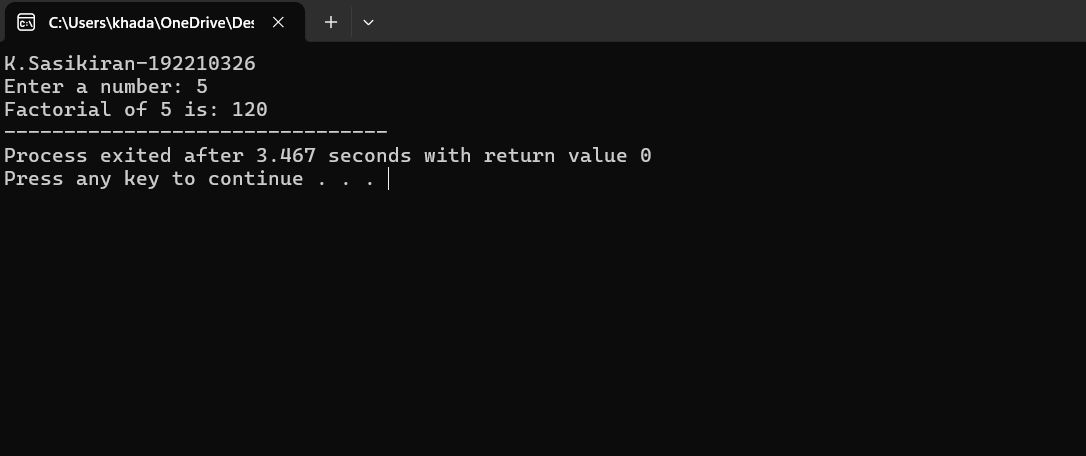 C:\Users\khada\OneDrive\Des
K.Sasikiran-192210326
Enter a number: 5
Factorial of 5 is: 120
--------------------------------
Process exited after 3.467 seconds with return value 0
Press any key to continue . . .